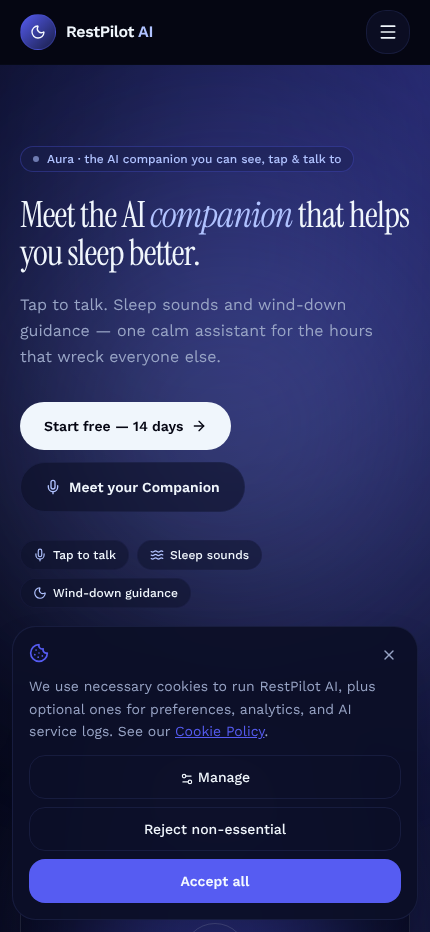 RestPilot AI
Aura · the AI companion you can see, tap & talk to
Meet the AI companion that helps
you sleep better.
Tap to talk. Sleep sounds and wind-down
guidance — one calm assistant for the hours
that wreck everyone else.
Start free — 14 days
Meet your Companion
Tap to talk
Sleep sounds
Wind-down guidance
We use necessary cookies to run RestPilot AI, plus
optional ones for preferences, analytics, and AI
service logs. See our Cookie Policy.
Manage
Reject non-essential
Accept all